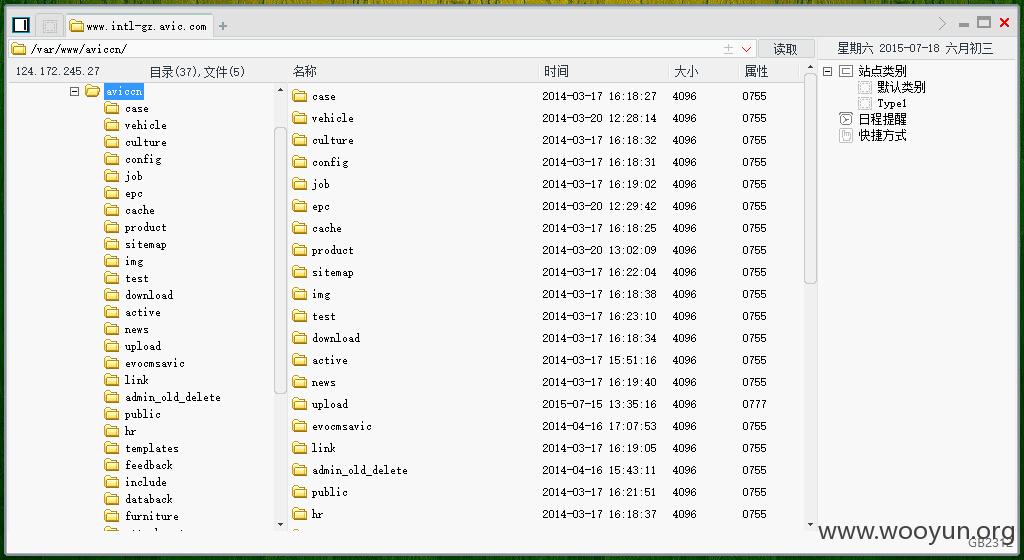 www.intl-gz.avic.com
/var/www/aviccn/ 读取 星期六 2015-07-18 六月初三
124.172.245.27 目录(37),文件(5)
aviccn
case
vehicle
culture
config
job
epc
cache
product
sitemap
img
test
download
active
news
upload
evocmsavic
link
admin_old_delete
public
hr
templates
feedback
include
databack
furniture
名称 时间 大小 属性
case 2014-03-17 16:18:27 4096 0755
vehicle 2014-03-20 12:28:14 4096 0755
culture 2014-03-17 16:18:32 4096 0755
config 2014-03-17 16:18:31 4096 0755
job 2014-03-17 16:19:02 4096 0755
epc 2014-03-20 12:29:42 4096 0755
cache 2014-03-17 16:18:25 4096 0755
product 2014-03-20 13:02:09 4096 0755
sitemap 2014-03-17 16:22:04 4096 0755
img 2014-03-17 16:18:38 4096 0755
test 2014-03-17 16:23:10 4096 0755
download 2014-03-17 16:18:34 4096 0755
active 2014-03-17 15:51:16 4096 0755
news 2014-03-17 16:19:40 4096 0755
upload 2015-07-15 13:35:16 4096 0777
evocmsavic 2014-04-16 17:07:53 4096 0755
link 2014-03-17 16:19:05 4096 0755
admin_old_delete 2014-04-16 15:43:11 4096 0755
public 2014-03-17 16:21:51 4096 0755
hr 2014-03-17 16:18:37 4096 0755
站点类别
默认类别
Type1
日程提醒
快捷方式
www.wooyun.org
GB2312